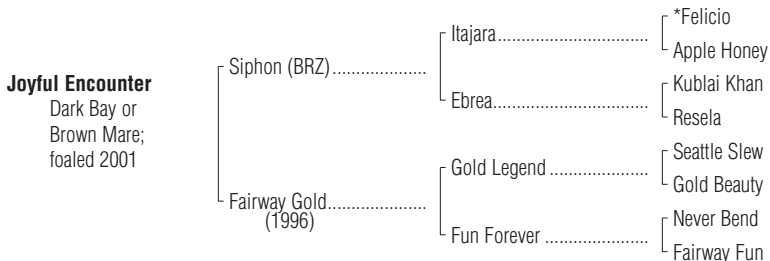 *Felicio
Itajara
Apple Honey
Siphon (BRZ)
Joyful Encounter
Kublai Khan
Dark Bay or
Ebrea
Brown Mare;
Resela
foaled 2001
Seattle Slew
Gold Legend
Gold Beauty
Fairway Gold
(1996)
Never Bend
Fun Forever
Fairway Fun